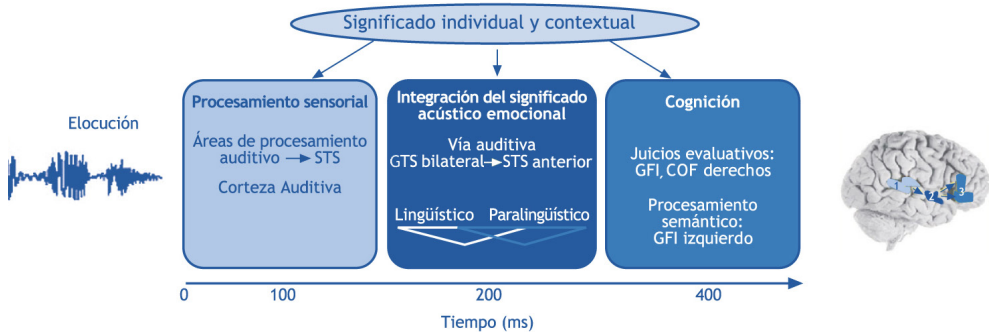 Significado individual y contextual
Elocución
Procesamiento sensorial
Áreas de procesamiento
auditivo → STS
Corteza Auditiva
Integración del significado
acústico emocional
Vía auditiva
GTS bilateral→STS anterior
Lingüístico Paralingüístico
Cognición
Juicios evaluativos:
GFI, COF derechos
Procesamiento
semántico:
GFI izquierdo
1
2
3
0 100 200 400
Tiempo (ms)